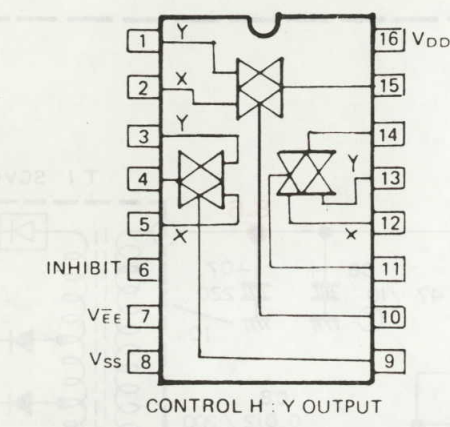 1 Y 16 VDD
2 X 15
3 Y 14
4 Y 13
5 X X 12
INHIBIT 6 11
VEE 7 10
VSS 8 9
CONTROL H : Y OUTPUT